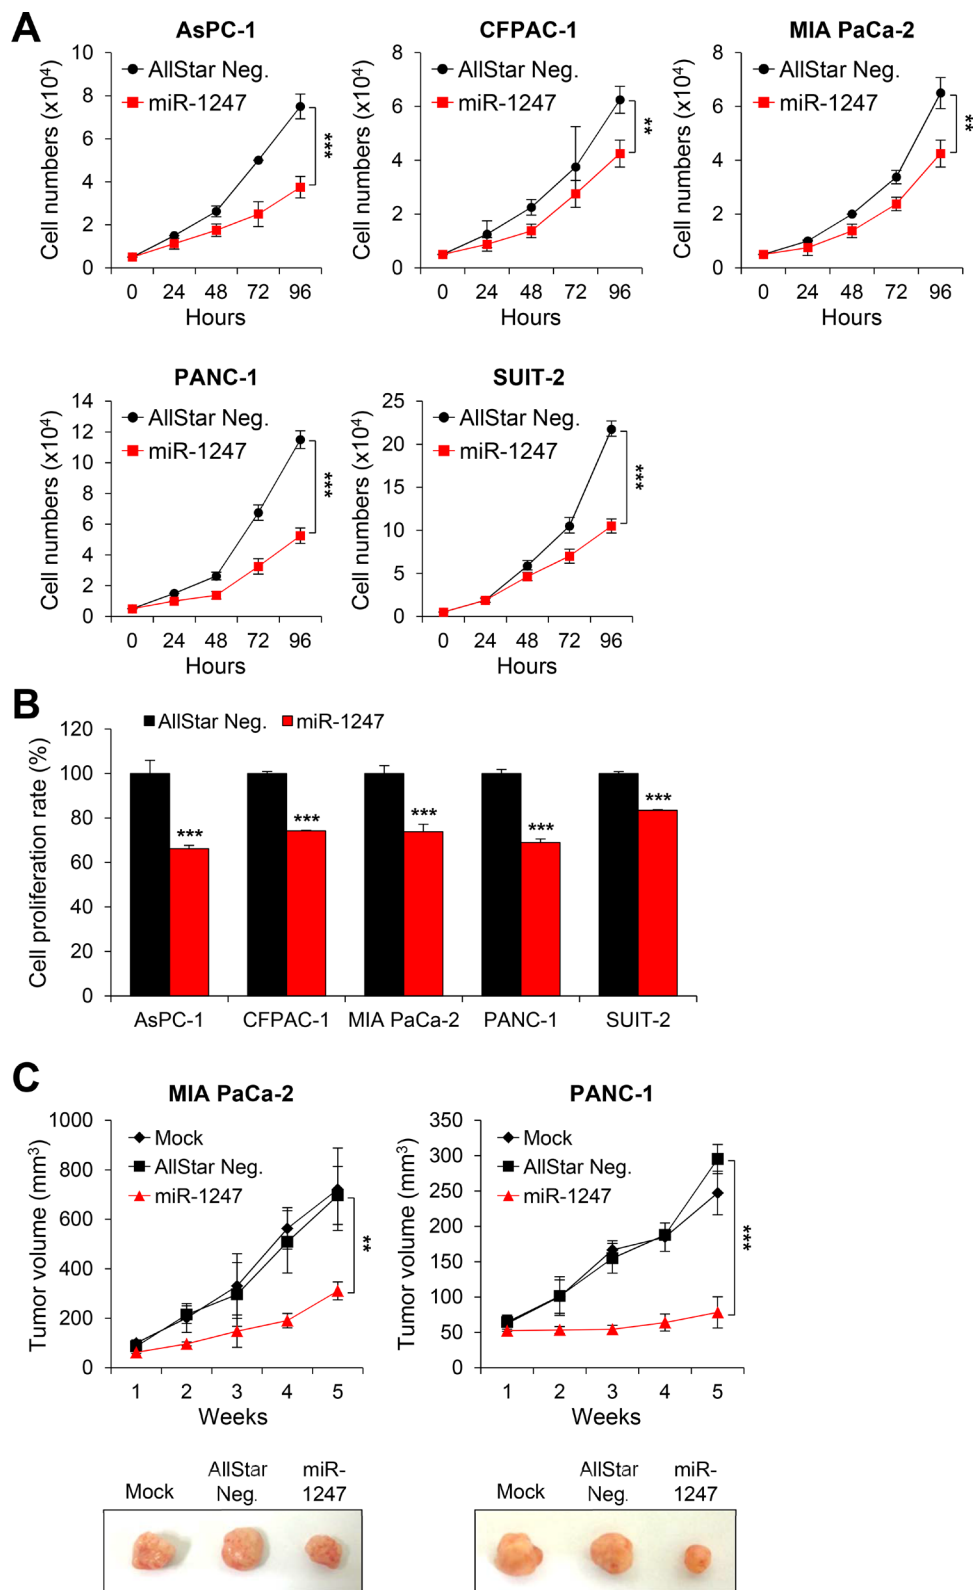 A
AsPC-1
Cell numbers (x10⁴)
10
8
6
4
2
0
AllStar Neg.
miR-1247
***
0 24 48 72 96
Hours
CFPAC-1
Cell numbers (x10⁴)
8
6
4
2
0
AllStar Neg.
miR-1247
**
0 24 48 72 96
Hours
MIA PaCa-2
Cell numbers (x10⁴)
8
6
4
2
0
AllStar Neg.
miR-1247
**
0 24 48 72 96
Hours
PANC-1
Cell numbers (x10⁴)
14
12
10
8
6
4
2
0
AllStar Neg.
miR-1247
***
0 24 48 72 96
Hours
SUIT-2
Cell numbers (x10⁴)
25
20
15
10
5
0
AllStar Neg.
miR-1247
***
0 24 48 72 96
Hours
B
Cell proliferation rate (%)
120
100
80
60
40
20
0
AllStar Neg. miR-1247
*** *** *** *** ***
AsPC-1 CFPAC-1 MIA PaCa-2 PANC-1 SUIT-2
C
MIA PaCa-2
Tumor volume (mm³)
1000
800
600
400
200
0
Mock
AllStar Neg.
miR-1247
**
1 2 3 4 5
Weeks
PANC-1
Tumor volume (mm³)
350
300
250
200
150
100
50
0
Mock
AllStar Neg.
miR-1247
***
1 2 3 4 5
Weeks
Mock
AllStar
Neg.
miR-
1247
Mock
AllStar
Neg.
miR-
1247